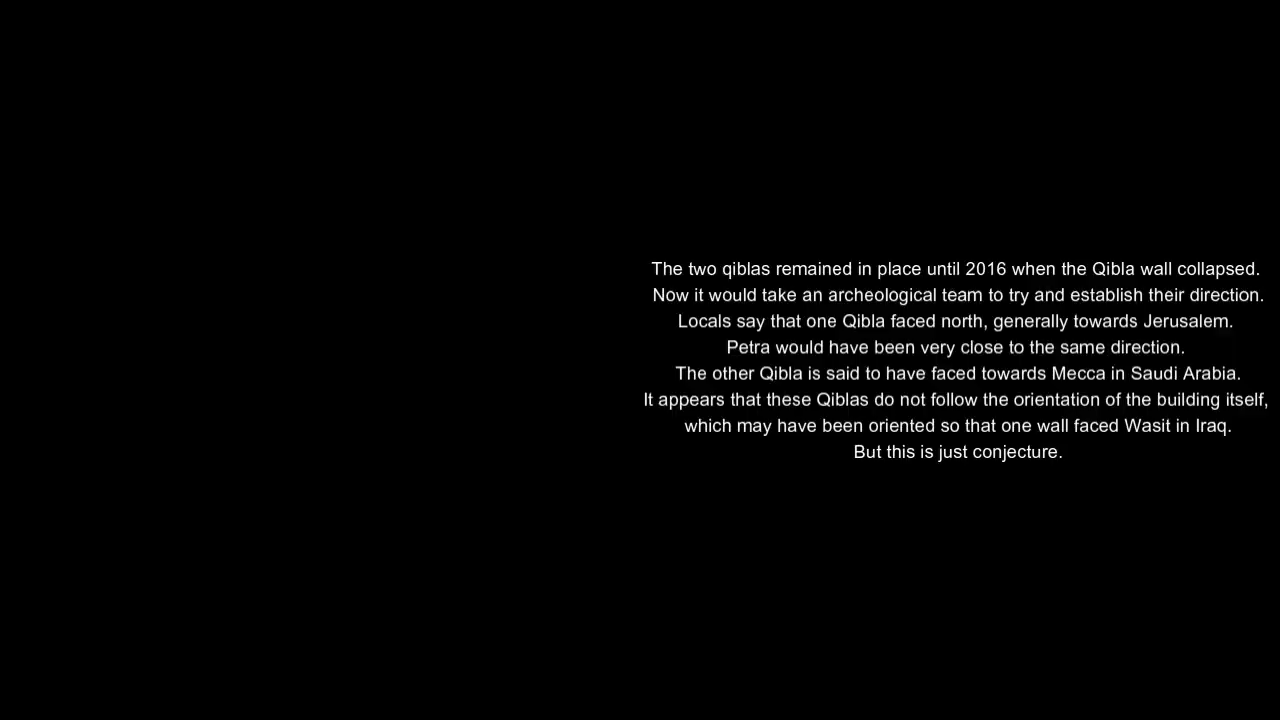 The two qiblas remained in place until 2016 when the Qibla wall collapsed.
Now it would take an archeological team to try and establish their direction.
Locals say that one Qibla faced north, generally towards Jerusalem.
Petra would have been very close to the same direction.
The other Qibla is said to have faced towards Mecca in Saudi Arabia.
It appears that these Qiblas do not follow the orientation of the building itself,
which may have been oriented so that one wall faced Wasit in Iraq.
But this is just conjecture.